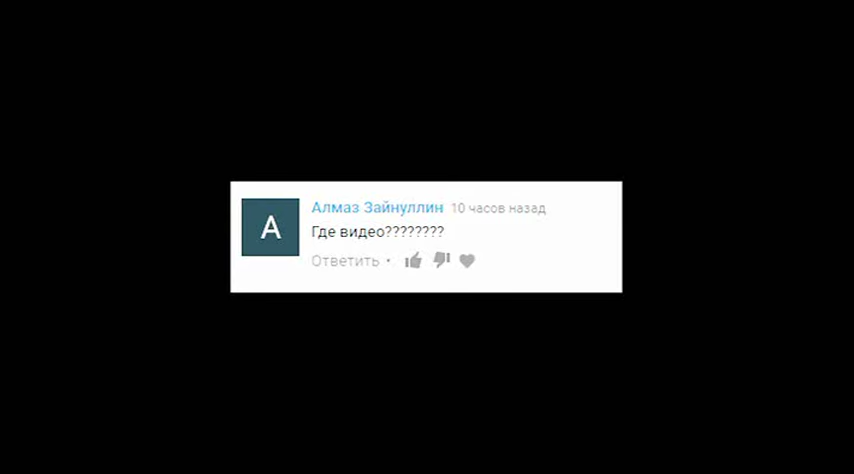 А
Алмаз Зайнуллин 10 часов назад
Где видео????????
Ответить •